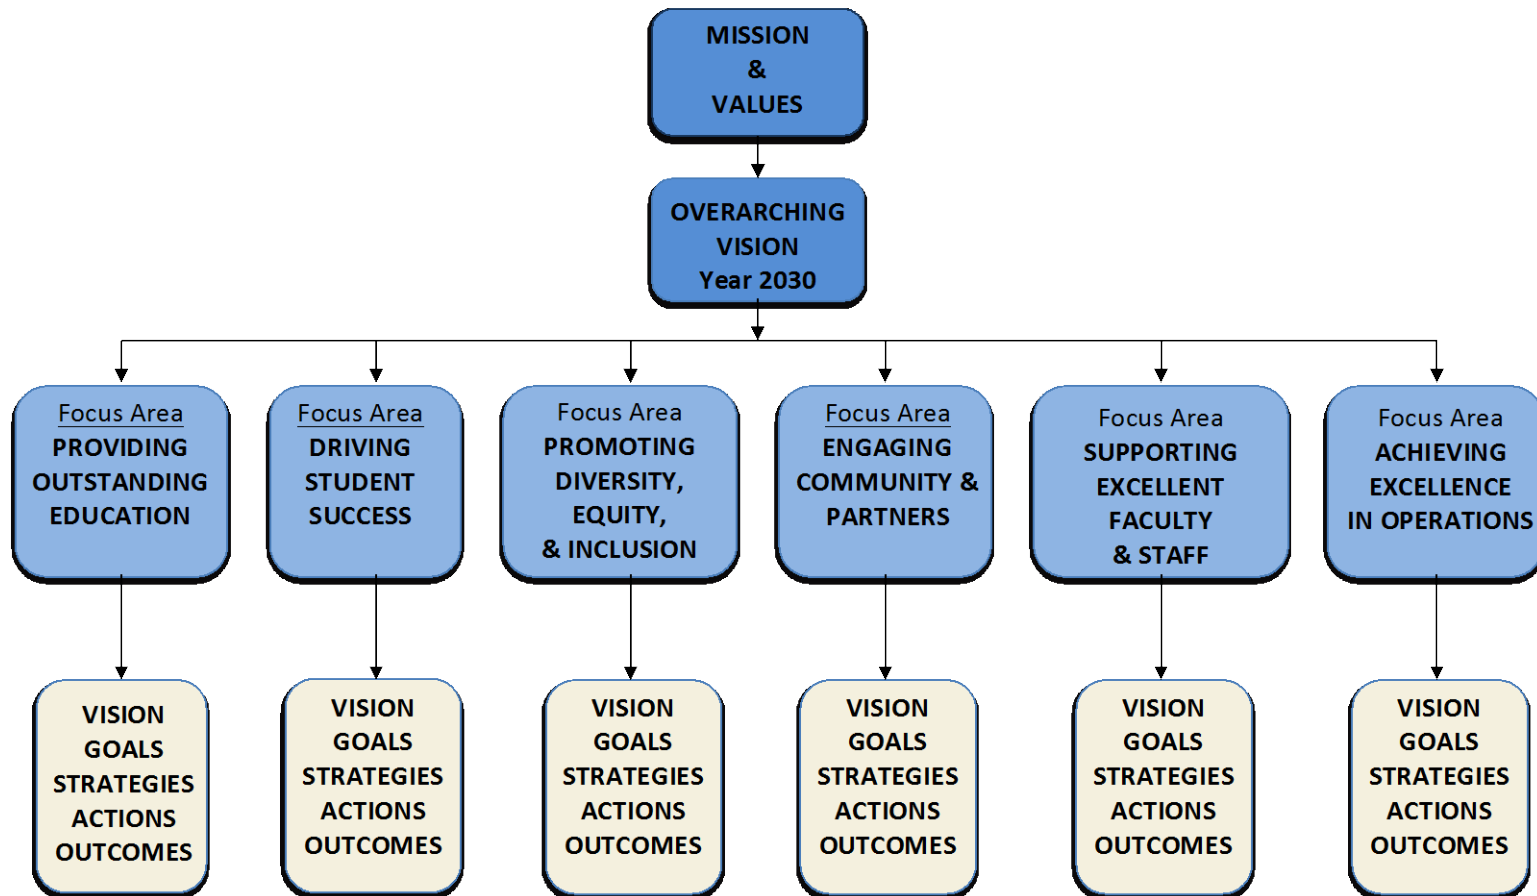 MISSION
&
VALUES
OVERARCHING
VISION
Year 2030
Focus Area
PROVIDING
OUTSTANDING
EDUCATION
Focus Area
DRIVING
STUDENT
SUCCESS
Focus Area
PROMOTING
DIVERSITY,
EQUITY,
& INCLUSION
Focus Area
ENGAGING
COMMUNITY &
PARTNERS
Focus Area
SUPPORTING
EXCELLENT
FACULTY
& STAFF
Focus Area
ACHIEVING
EXCELLENCE
IN OPERATIONS
VISION
GOALS
STRATEGIES
ACTIONS
OUTCOMES
VISION
GOALS
STRATEGIES
ACTIONS
OUTCOMES
VISION
GOALS
STRATEGIES
ACTIONS
OUTCOMES
VISION
GOALS
STRATEGIES
ACTIONS
OUTCOMES
VISION
GOALS
STRATEGIES
ACTIONS
OUTCOMES
VISION
GOALS
STRATEGIES
ACTIONS
OUTCOMES